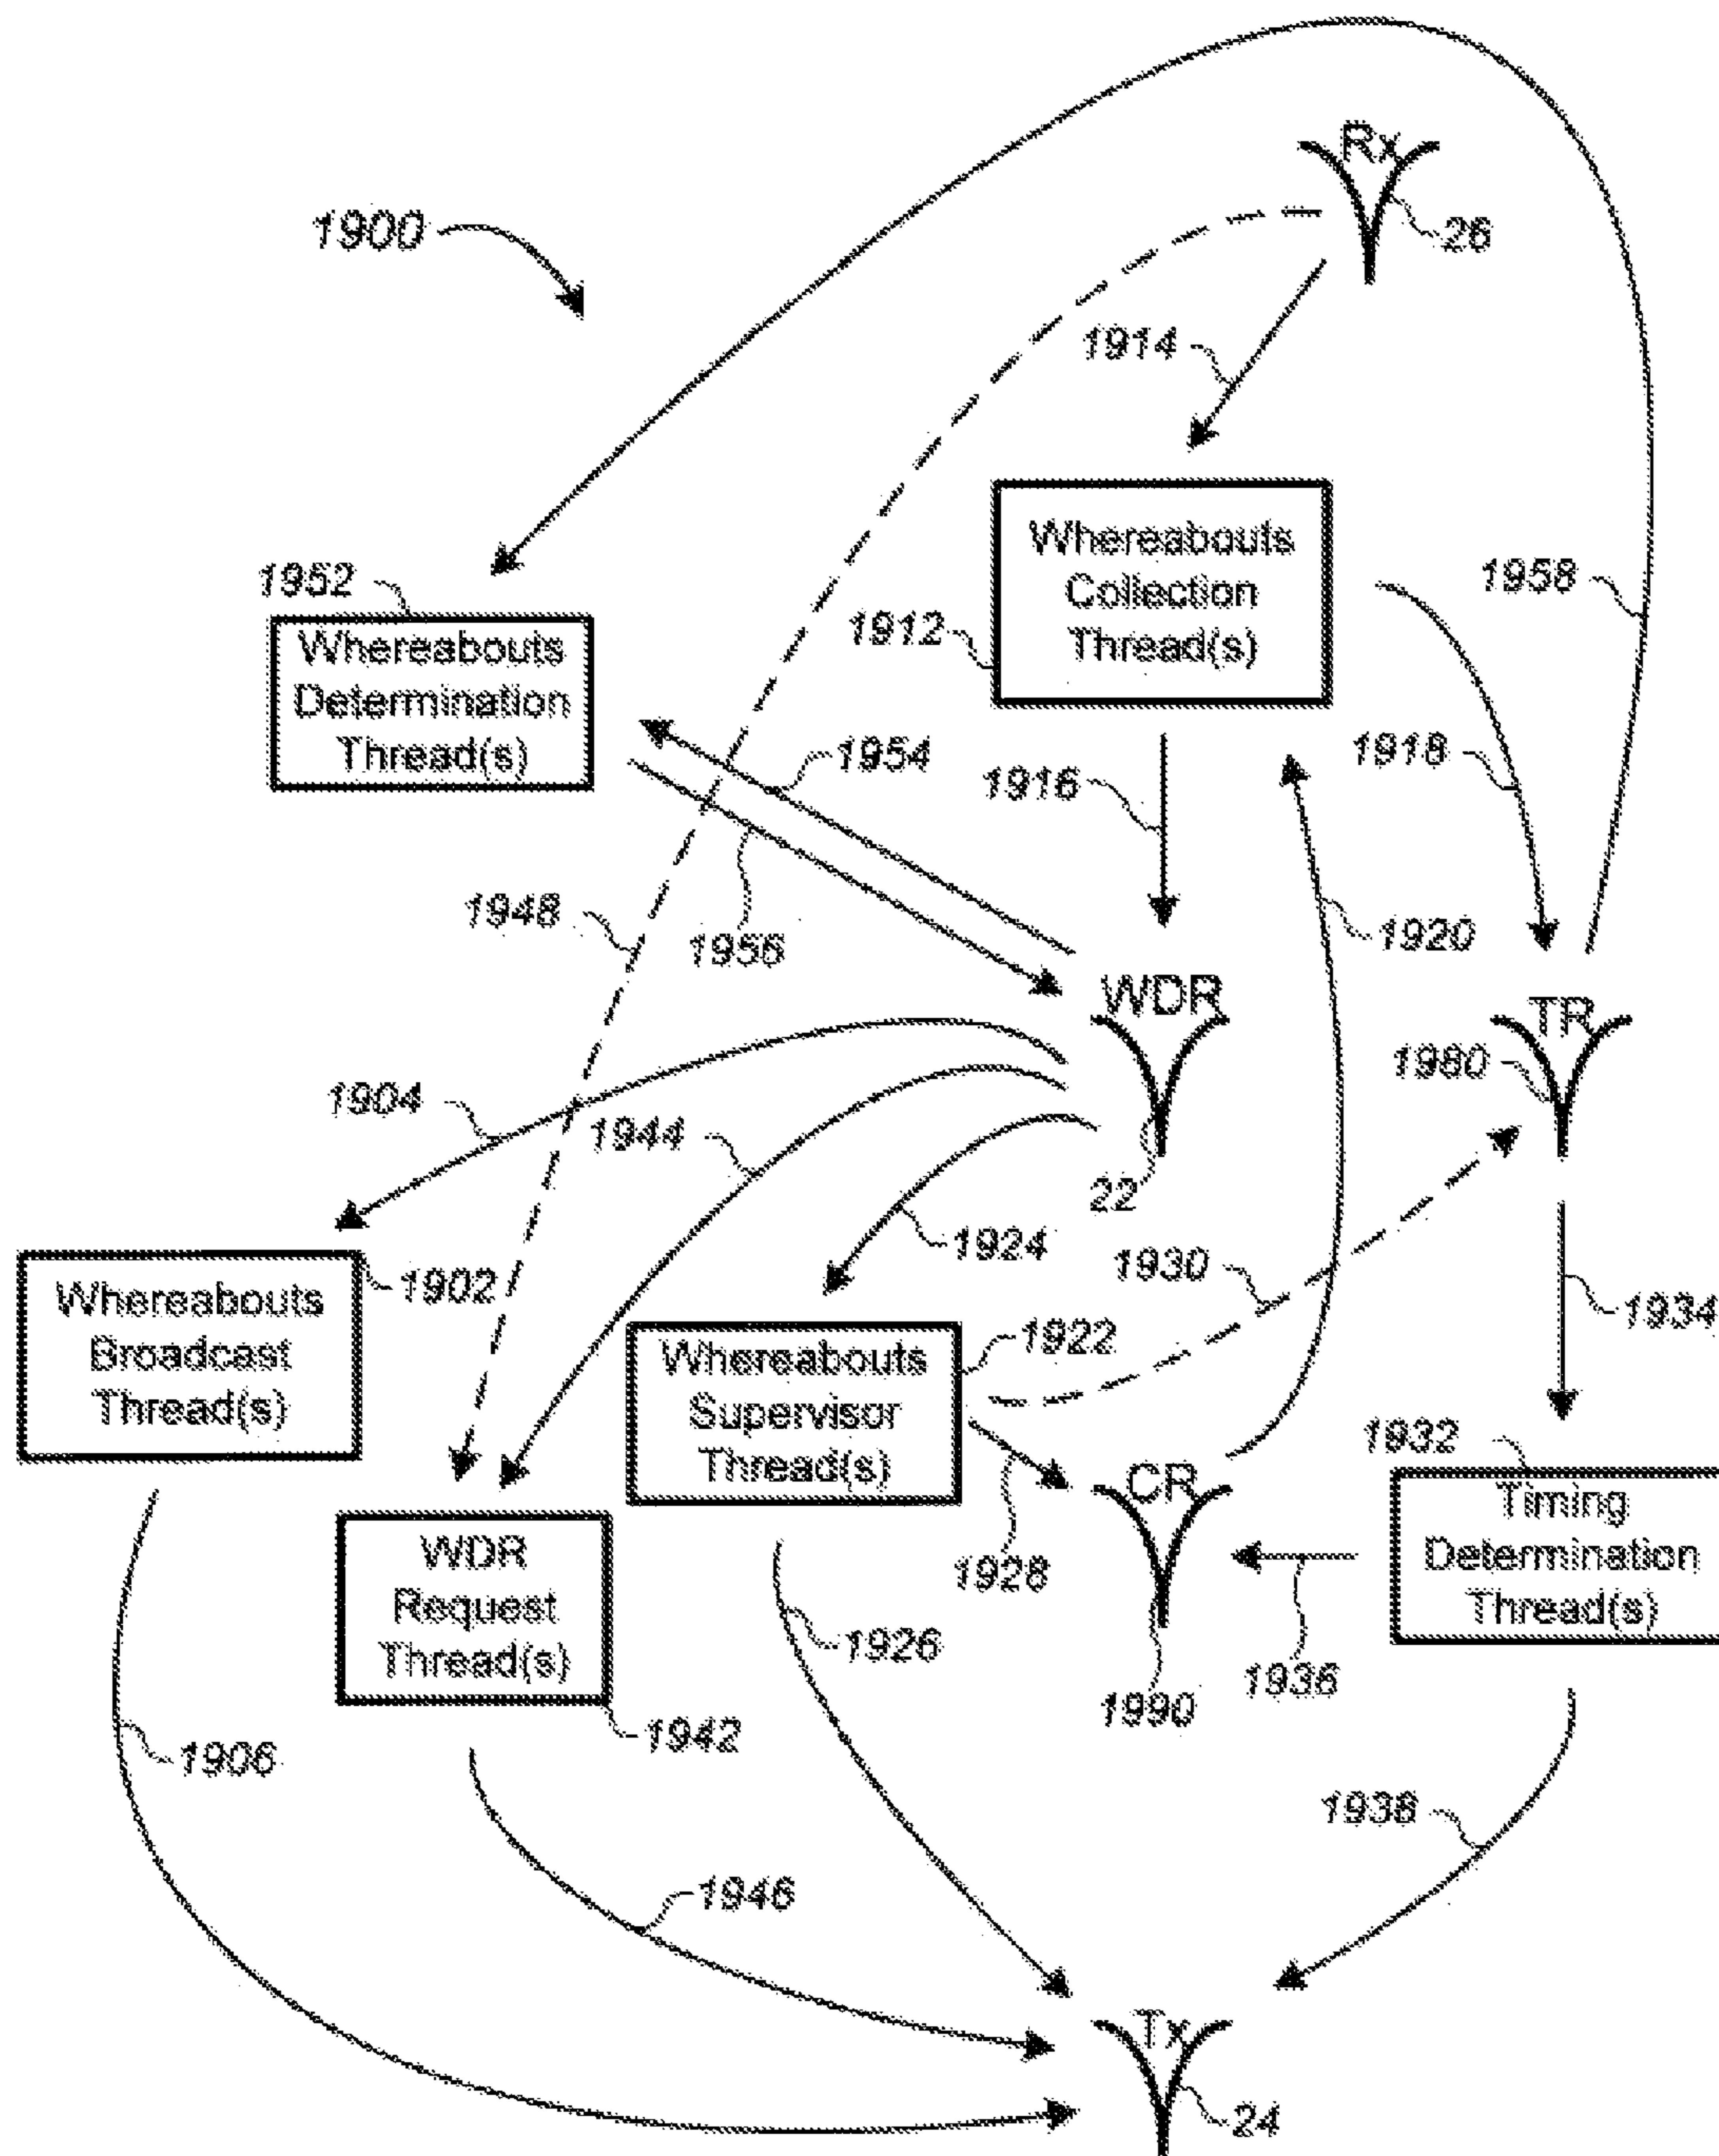 Rx
1900
26
1914
Whereabouts
Collection
Thread(s)
1952
1958
1912
Whereabouts
Determination
Thread(s)
1954
1916
1918
1948
1956
1920
WDR
TR
1904
1944
1980
22
1924
1930
1902
1934
Whereabouts
Broadcast
Thread(s)
1922
Whereabouts
Supervisor
Thread(s)
1932
CR
Timing
Determination
Thread(s)
WDR
Request
Thread(s)
1928
1926
1936
1990
1942
1906
1938
1946
Tx
24